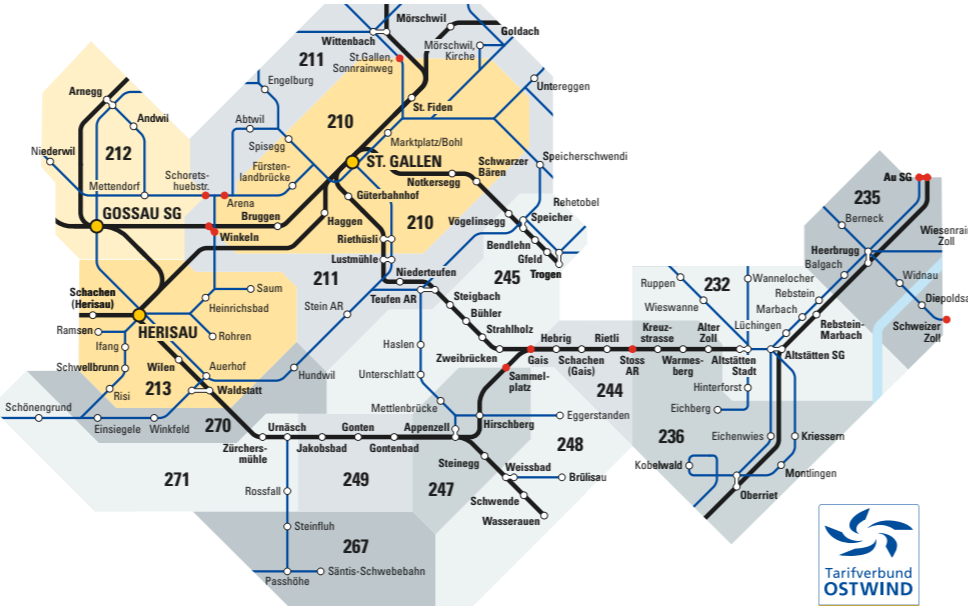 Mörschwil
Wittenbach
Goldach
211
St.Gallen,
Sonnrainweg
Mörschwil,
Kirche
Engelburg
Untereggen
Arnegg
Andwil
Abtwil
210
St. Fiden
Niederwil
212
Spisegg
Marktplatz/Bohl
ST. GALLEN
Schwarzer
Bären
Speicherschwendi
Mettendorf
Schorets-
huebstr.
Fürsten-
landbrücke
Notkersegg
Arena
Güterbahnhof
GOSSAU SG
Bruggen
Haggen
210
Vögelinsegg
Rehetobel
Speicher
Winkeln
Riethüsli
Bendlehn
Gfeld
Lustmühle
Trogen
211
Niederteufen
245
Teufen AR
Au SG
235
Berneck
Wiesenrain
Zoll
Heerbrugg
Balgach
Widnau
Diepoldsau
Schweizer
Zoll
Ruppen
232
Wannelocher
Rebstein
Marbach
Wieswanne
Lüchingen
Rebstein-
Marbach
Schachen
(Herisau)
Saum
Heinrichsbad
Stein AR
Steigbach
Bühler
HERISAU
Ramsen
Rohren
Strahlholz
Ifang
Haslen
Hebrig
Rietli
Kreuz-
strasse
Alter
Zoll
Schwellbrunn
Wilen
Auerhof
Hundwil
Zweibrücken
Gais
Schachen
(Gais)
Stoss
AR
Warmes-
berg
Altstätten
Stadt
Altstätten SG
Unterschlatt
Sammel-
platz
244
213
Waldstatt
Risi
Hinterforst
Schönengrund
Mettlenbrücke
Eggerstanden
Eichberg
Einsiegele
Winkfeld
270
Urnäsch
Gonten
Appenzell
Hirschberg
236
Eichenwies
Kriessern
Zürchers-
mühle
Jakobsbad
Gontenbad
Steinegg
248
Kobelwald
Montlingen
271
249
247
Weissbad
Brülisau
Rossfall
Schwende
Oberriet
Wasserauen
Steinfluh
267
Passhöhe
Säntis-Schwebebahn
Tarifverbund
OSTWIND